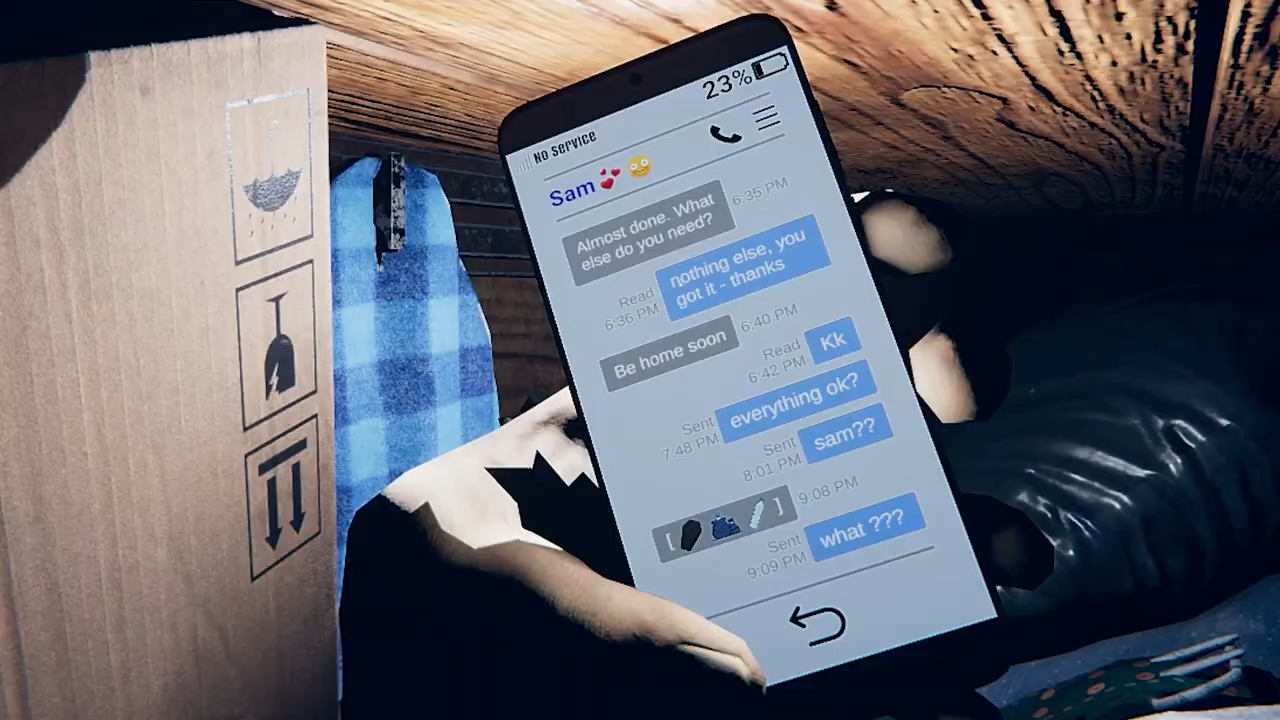 23%
No Service
Sam
Almost done. What
else do you need?
6:35 PM
nothing else, you
got it - thanks
Read
6:36 PM
Be home soon
6:40 PM
Kk
Read
6:42 PM
everything ok?
Sent
7:48 PM
sam??
Sent
8:01 PM
[ ]
9:08 PM
what ???
Sent
9:09 PM